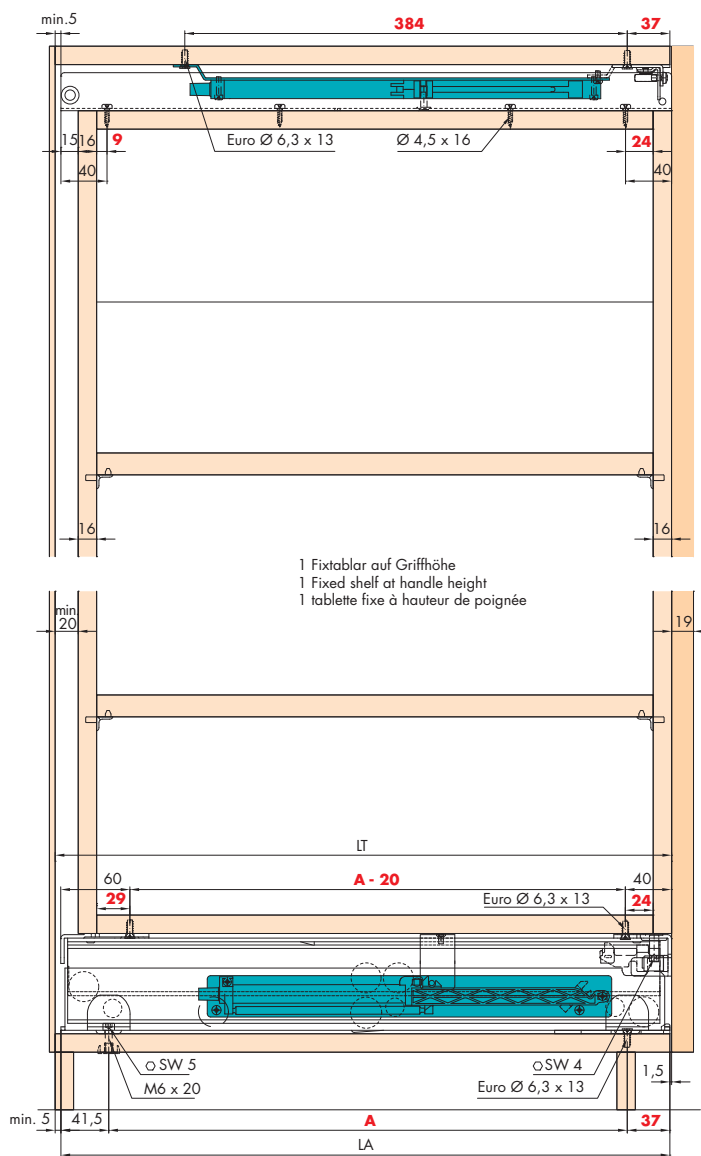 min.5
384
37
Euro Ø 6,3 x 13
Ø 4,5 x 16
15
16
9
24
40
40
16
16
1 Fixtablar auf Griffhöhe
1 Fixed shelf at handle height
1 tablette fixe à hauteur de poignée
min.
20
19
LT
60
A - 20
40
29
Euro Ø 6,3 x 13
24
SW 5
SW 4
M6 x 20
Euro Ø 6,3 x 13
1,5
min. 5
41,5
A
37
LA